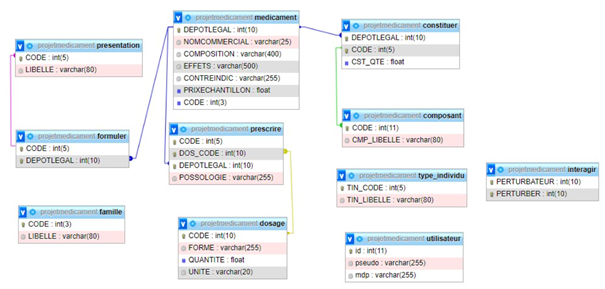 projetmedicament presentation
CODE : int(5)
LIBELLE : varchar(80)
projetmedicament formuler
CODE : int(5)
DEPOTLEGAL : int(10)
projetmedicament famille
CODE : int(3)
LIBELLE : varchar(80)
projetmedicament medicament
DEPOTLEGAL : int(10)
NOMCOMMERCIAL : varchar(25)
COMPOSITION : varchar(400)
EFFETS : varchar(500)
CONTREINDIC : varchar(255)
PRIXECHANTILLON : float
CODE : int(3)
projetmedicament prescrire
CODE : int(5)
DOS_CODE : int(10)
DEPOTLEGAL : int(10)
POSSOLOGIE : varchar(255)
projetmedicament dosage
CODE : int(10)
FORME : varchar(255)
QUANTITE : float
UNITE : varchar(20)
projetmedicament constituer
DEPOTLEGAL : int(10)
CODE : int(5)
CST_QTE : float
projetmedicament composant
CODE : int(11)
CMP_LIBELLE : varchar(80)
projetmedicament type_individu
TIN_CODE : int(5)
TIN_LIBELLE : varchar(80)
projetmedicament utilisateur
id : int(11)
pseudo : varchar(255)
mdp : varchar(255)
projetmedicament interagir
PERTURBATEUR : int(10)
PERTURBER : int(10)